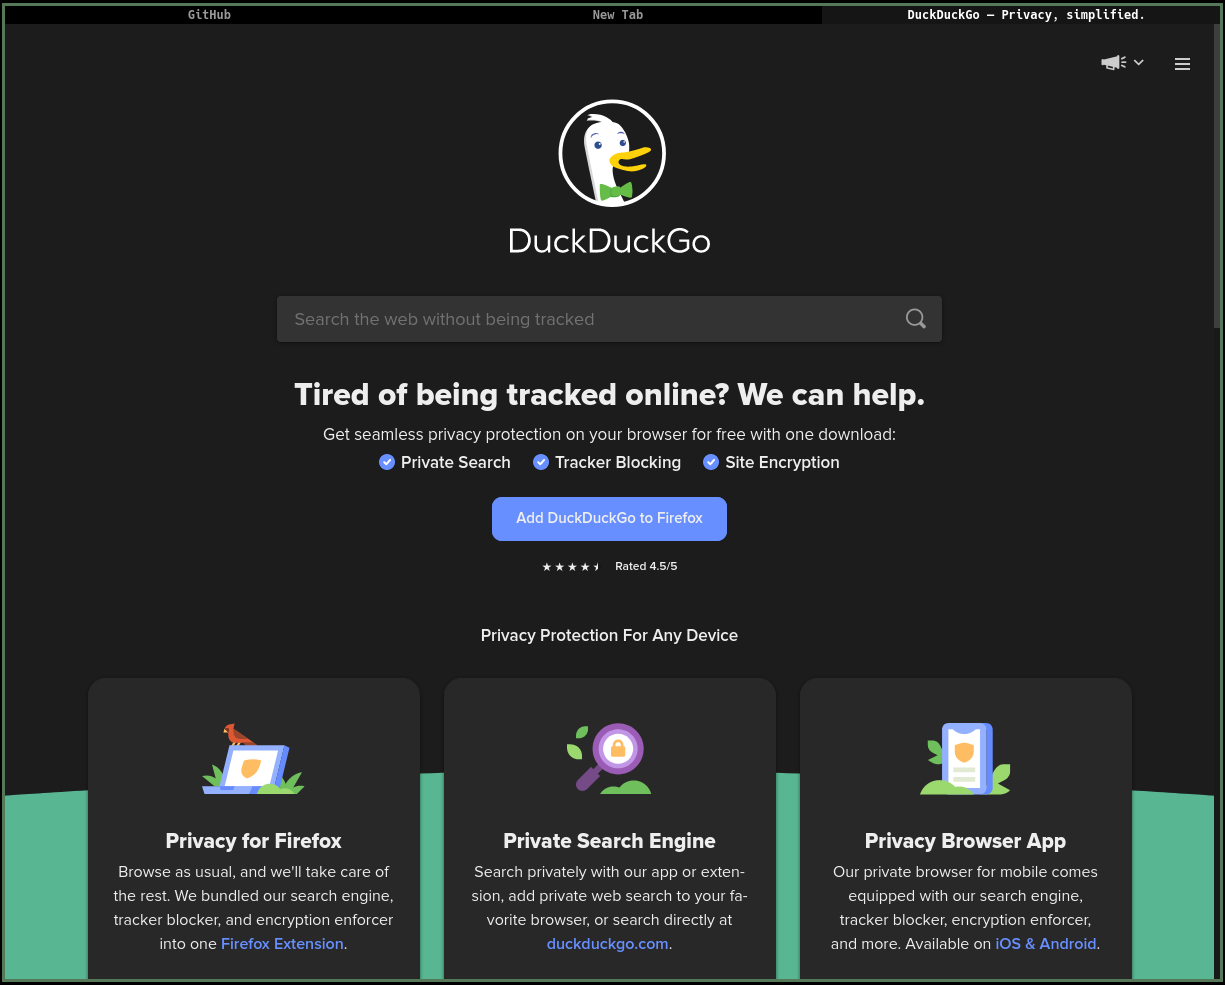 GitHub
New Tab
DuckDuckGo — Privacy, simplified.
DuckDuckGo
Search the web without being tracked
Tired of being tracked online? We can help.
Get seamless privacy protection on your browser for free with one download:
Private Search
Tracker Blocking
Site Encryption
Add DuckDuckGo to Firefox
Rated 4.5/5
Privacy Protection For Any Device
Privacy for Firefox
Browse as usual, and we'll take care of
the rest. We bundled our search engine,
tracker blocker, and encryption enforcer
into one Firefox Extension.
Private Search Engine
Search privately with our app or exten-
sion, add private web search to your fa-
vorite browser, or search directly at
duckduckgo.com.
Privacy Browser App
Our private browser for mobile comes
equipped with our search engine,
tracker blocker, encryption enforcer,
and more. Available on iOS & Android.